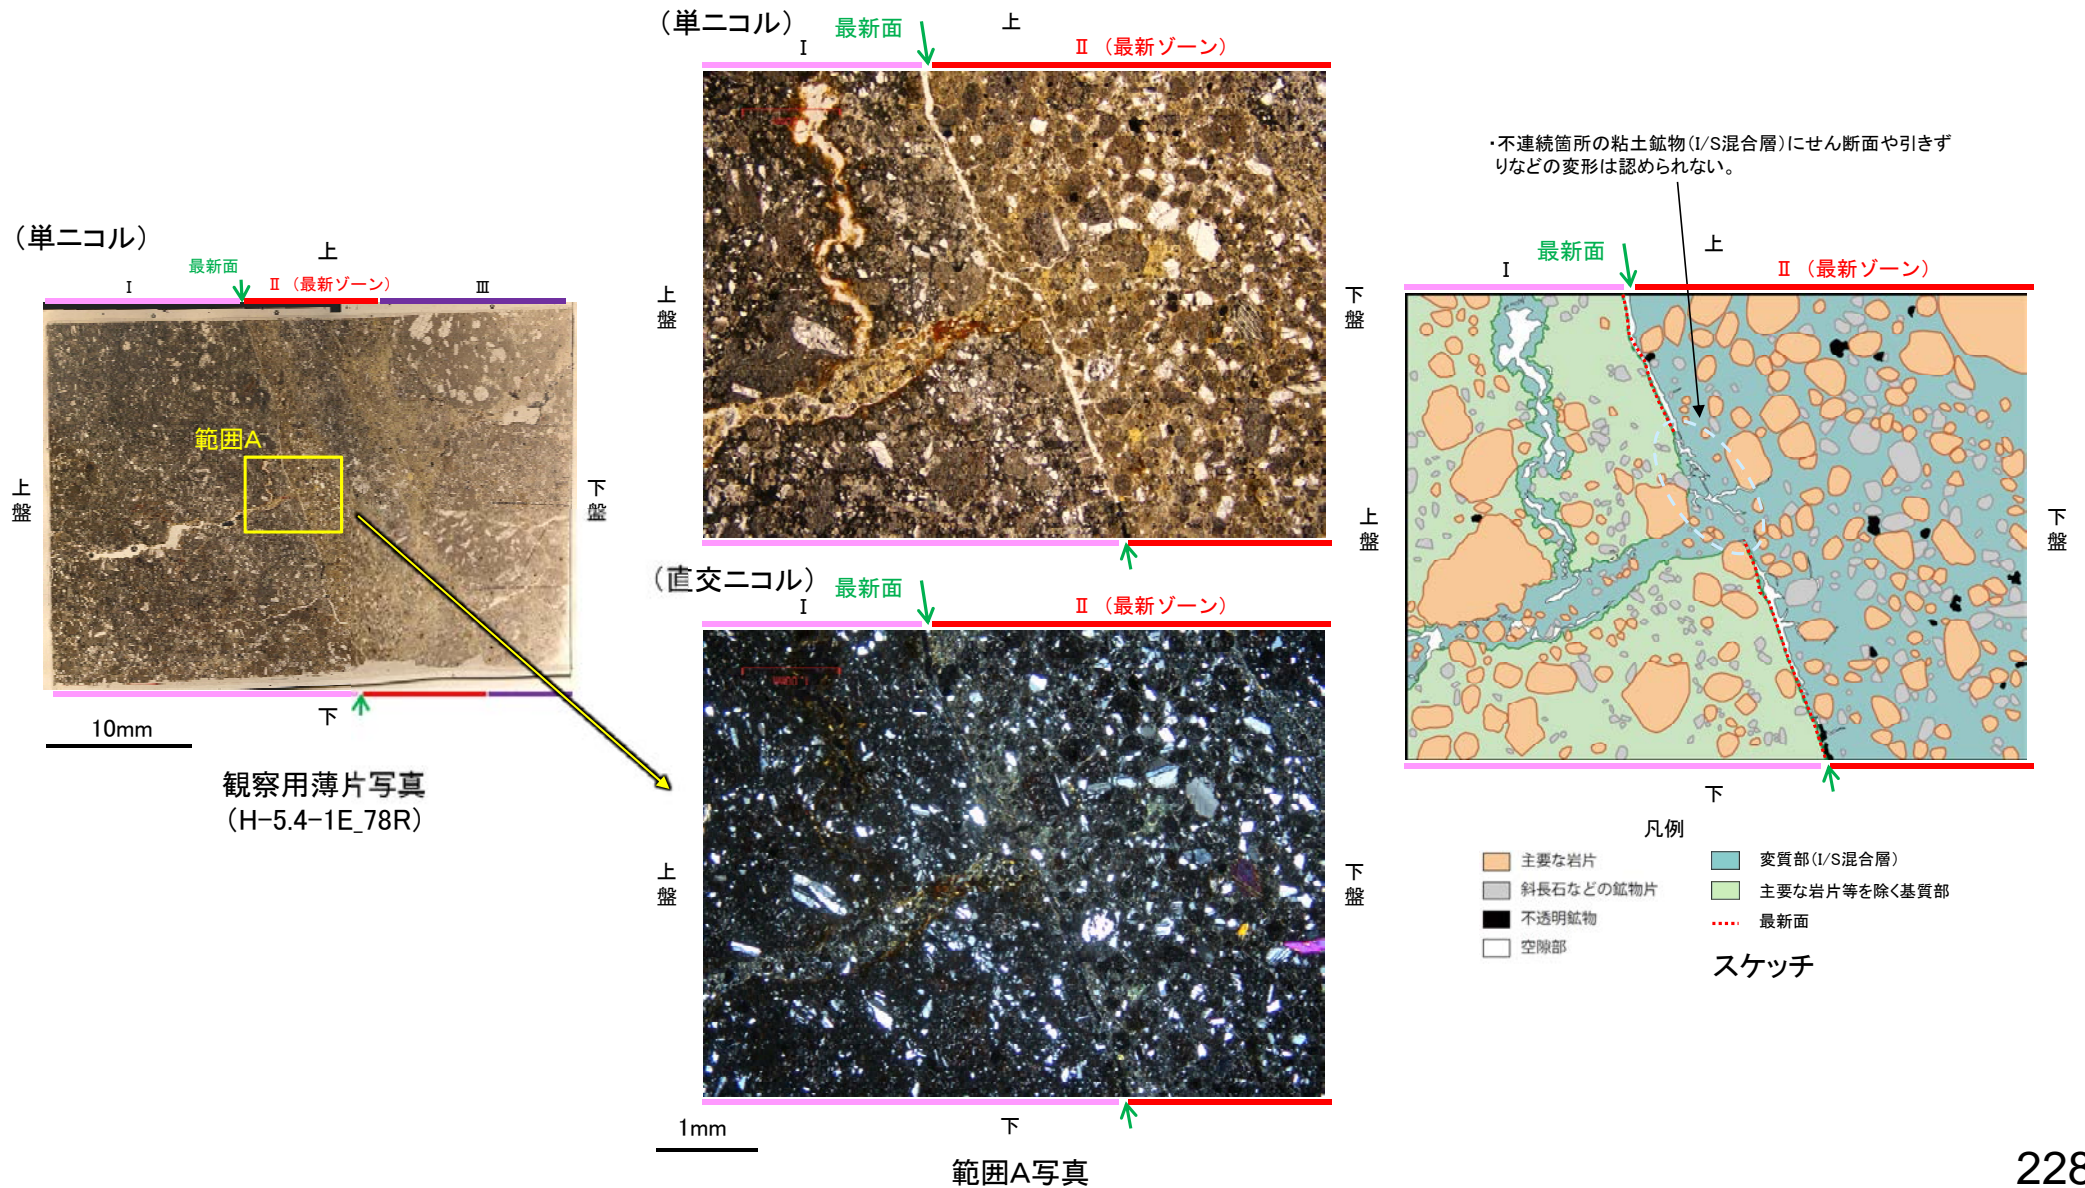 (単ニコル)
上
最新面
Ⅰ
Ⅱ (最新ゾーン)
Ⅲ
範囲A
上盤
下盤
下
10mm
観察用薄片写真
(H-5.4-1E_78R)
(単ニコル)
最新面
上
Ⅰ
Ⅱ (最新ゾーン)
上盤
下盤
(直交ニコル)
最新面
Ⅰ
Ⅱ (最新ゾーン)
上盤
下盤
下
1mm
範囲A写真
・不連続箇所の粘土鉱物(I/S混合層)にせん断面や引きず
りなどの変形は認められない。
最新面
上
Ⅰ
Ⅱ (最新ゾーン)
上盤
下盤
下
凡例
主要な岩片
斜長石などの鉱物片
不透明鉱物
空隙部
変質部(I/S混合層)
主要な岩片等を除く基質部
最新面
スケッチ
228